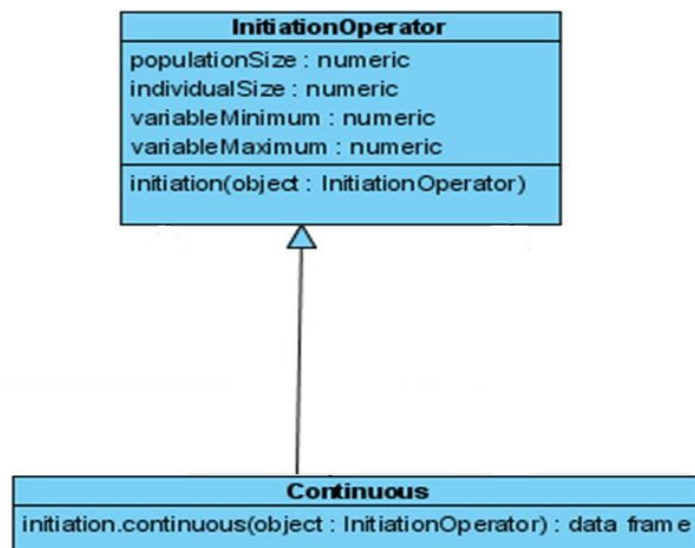 InitiationOperator
populationSize : numeric
individualSize : numeric
variableMinimum : numeric
variableMaximum : numeric
initiation(object : InitiationOperator)
Continuous
initiation.continuous(object : InitiationOperator) : data frame